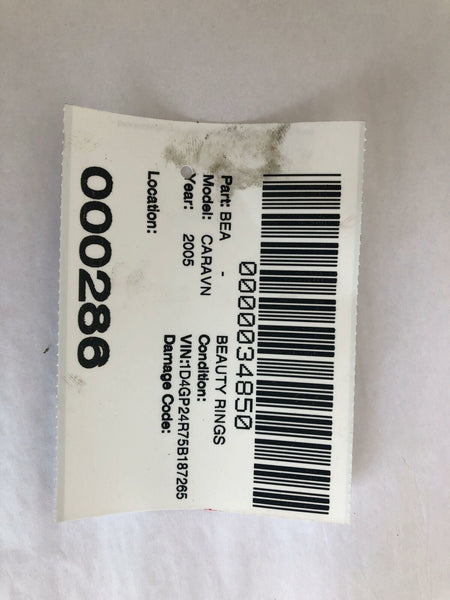 0000034850
Part: BEA - BEAUTY RINGS
Model: CARAVN Condition:
Year: 2005 VIN:1D4GP24R75B187265
Damage Code:
Location:
000286